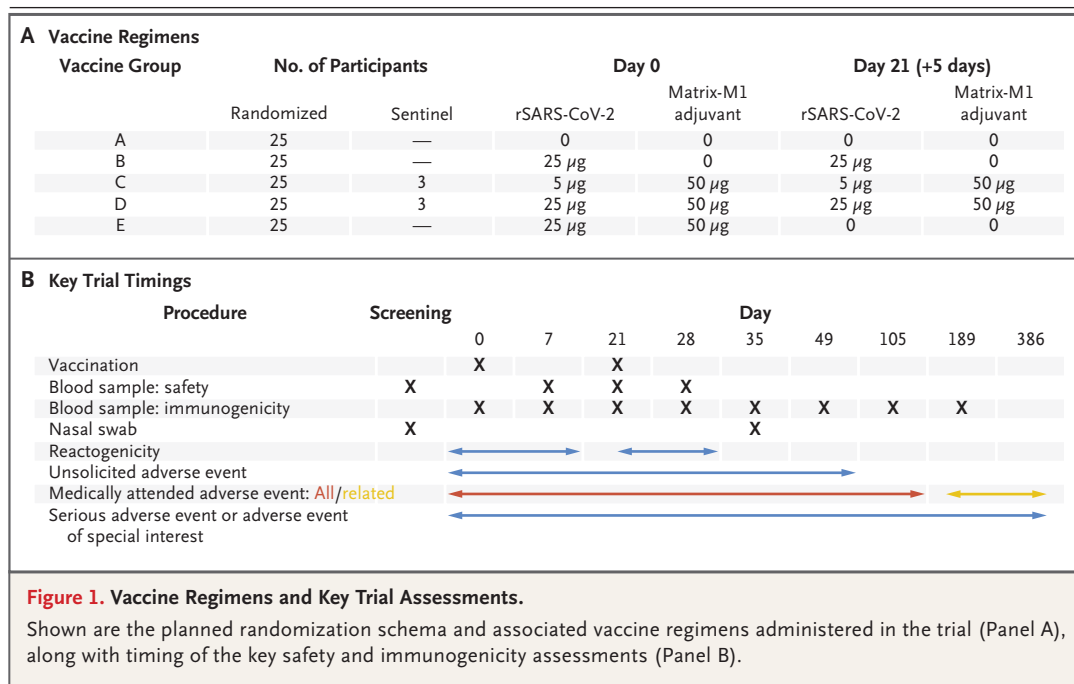 A Vaccine Regimens
Vaccine Group No. of Participants Day 0 Day 21 (+5 days)
Randomized Sentinel rSARS-CoV-2 Matrix-M1 adjuvant rSARS-CoV-2 Matrix-M1 adjuvant
A 25 — 0 0 0 0
B 25 — 25 µg 0 25 µg 0
C 25 3 5 µg 50 µg 5 µg 50 µg
D 25 3 25 µg 50 µg 25 µg 50 µg
E 25 — 25 µg 50 µg 0 0
B Key Trial Timings
Procedure Screening Day
0 7 21 28 35 49 105 189 386
Vaccination X X
Blood sample: safety X X X X
Blood sample: immunogenicity X X X X X X X X
Nasal swab X X
Reactogenicity
Unsolicited adverse event
Medically attended adverse event: All/related
Serious adverse event or adverse event
of special interest
Figure 1. Vaccine Regimens and Key Trial Assessments.
Shown are the planned randomization schema and associated vaccine regimens administered in the trial (Panel A),
along with timing of the key safety and immunogenicity assessments (Panel B).